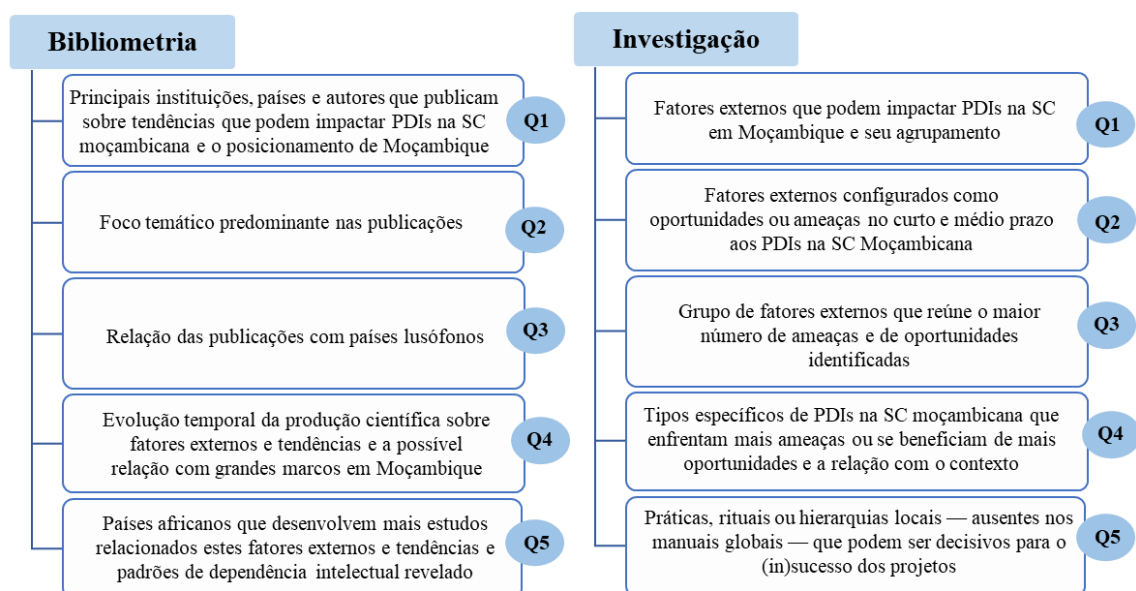 Bibliometria
Principais instituições, países e autores que publicam
sobre tendências que podem impactar PDIs na SC
moçambicana e o posicionamento de Moçambique
Q1
Foco temático predominante nas publicações
Q2
Relação das publicações com países lusófonos
Q3
Evolução temporal da produção científica sobre
fatores externos e tendências e a possível
relação com grandes marcos em Moçambique
Q4
Países africanos que desenvolvem mais estudos
relacionados estes fatores externos e tendências e
padrões de dependência intelectual revelado
Q5
Investigação
Fatores externos que podem impactar PDIs na SC
em Moçambique e seu agrupamento
Q1
Fatores externos configurados como
oportunidades ou ameaças no curto e médio prazo
aos PDIs na SC Moçambicana
Q2
Grupo de fatores externos que reúne o maior
número de ameaças e de oportunidades
identificadas
Q3
Tipos específicos de PDIs na SC moçambicana que
enfrentam mais ameaças ou se beneficiam de mais
oportunidades e a relação com o contexto
Q4
Práticas, rituais ou hierarquias locais — ausentes nos
manuais globais — que podem ser decisivos para o
(in)sucesso dos projetos
Q5